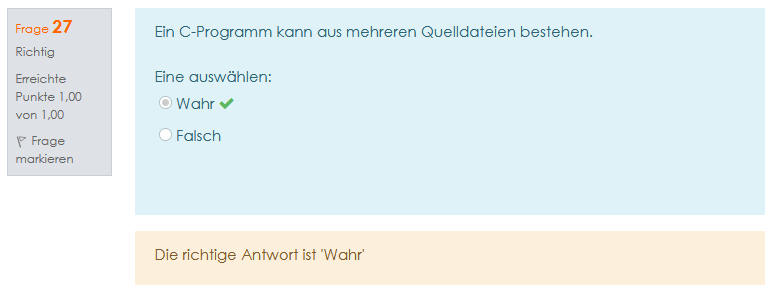 Frage 27
Richtig
Erreichte
Punkte 1,00
von 1,00
Frage
markieren
Ein C-Programm kann aus mehreren Quelldateien bestehen.
Eine auswählen:
Wahr
Falsch
Die richtige Antwort ist 'Wahr'